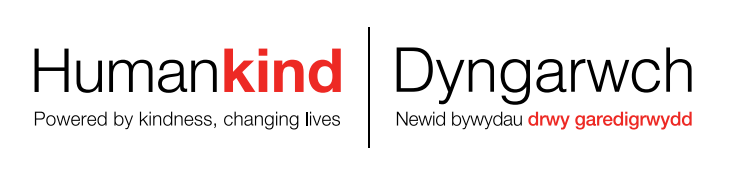 Humankind
Powered by kindness, changing lives
Dyngarwch
Newid bywydau drwy garedigrwydd